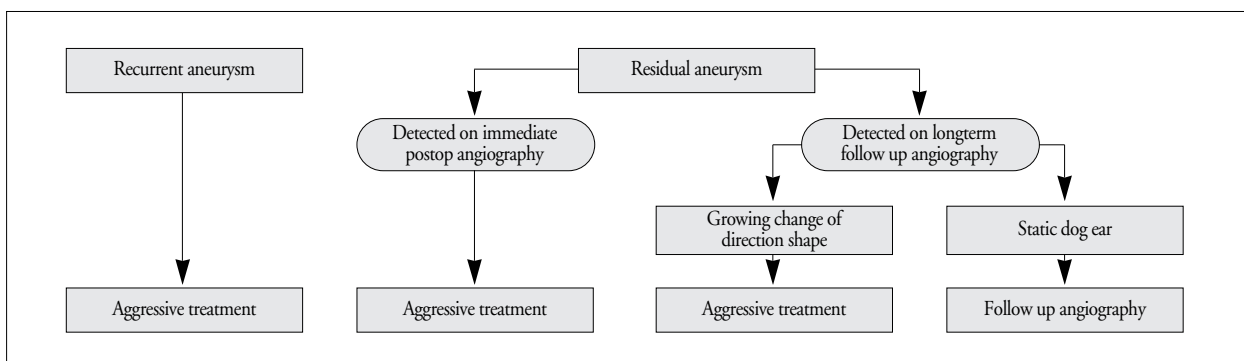 Recurrent aneurysm
Residual aneurysm
Detected on immediate
postop angiography
Detected on longterm
follow up angiography
Growing change of
direction shape
Static dog ear
Aggressive treatment
Aggressive treatment
Aggressive treatment
Follow up angiography